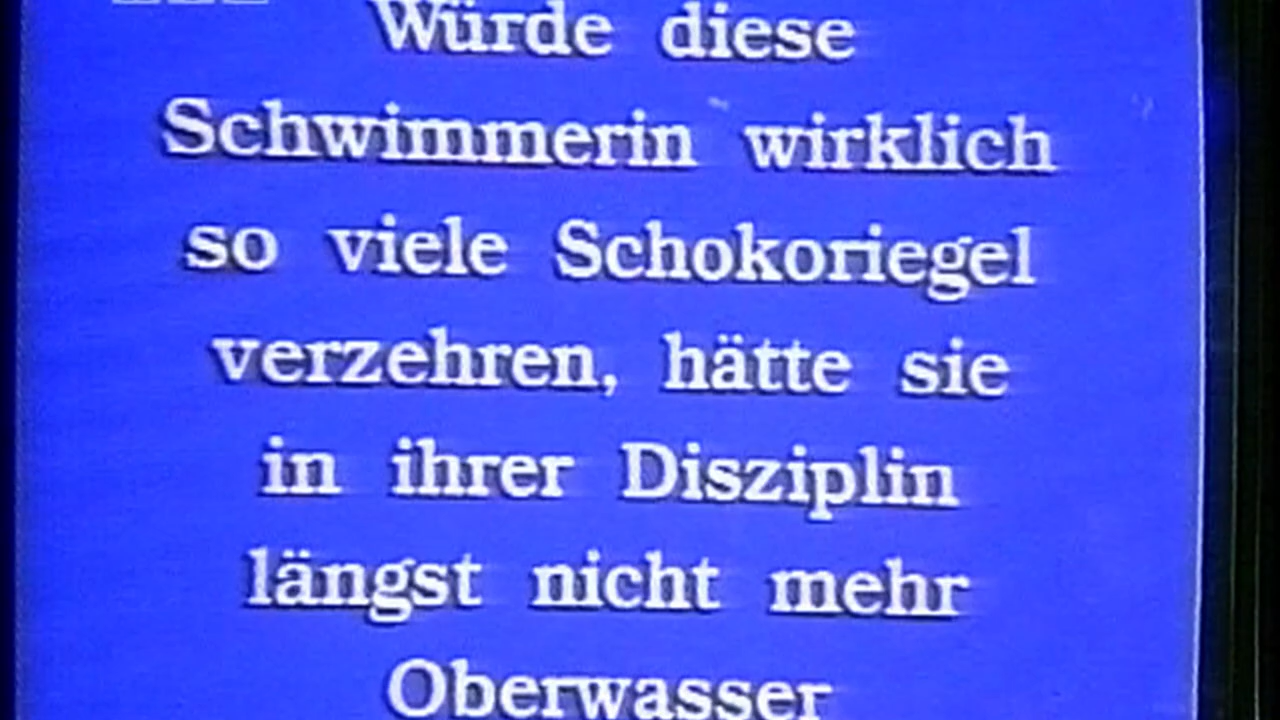 Würde diese
Schwimmerin wirklich
so viele Schokoriegel
verzehren, hätte sie
in ihrer Disziplin
längst nicht mehr
Oberwasser